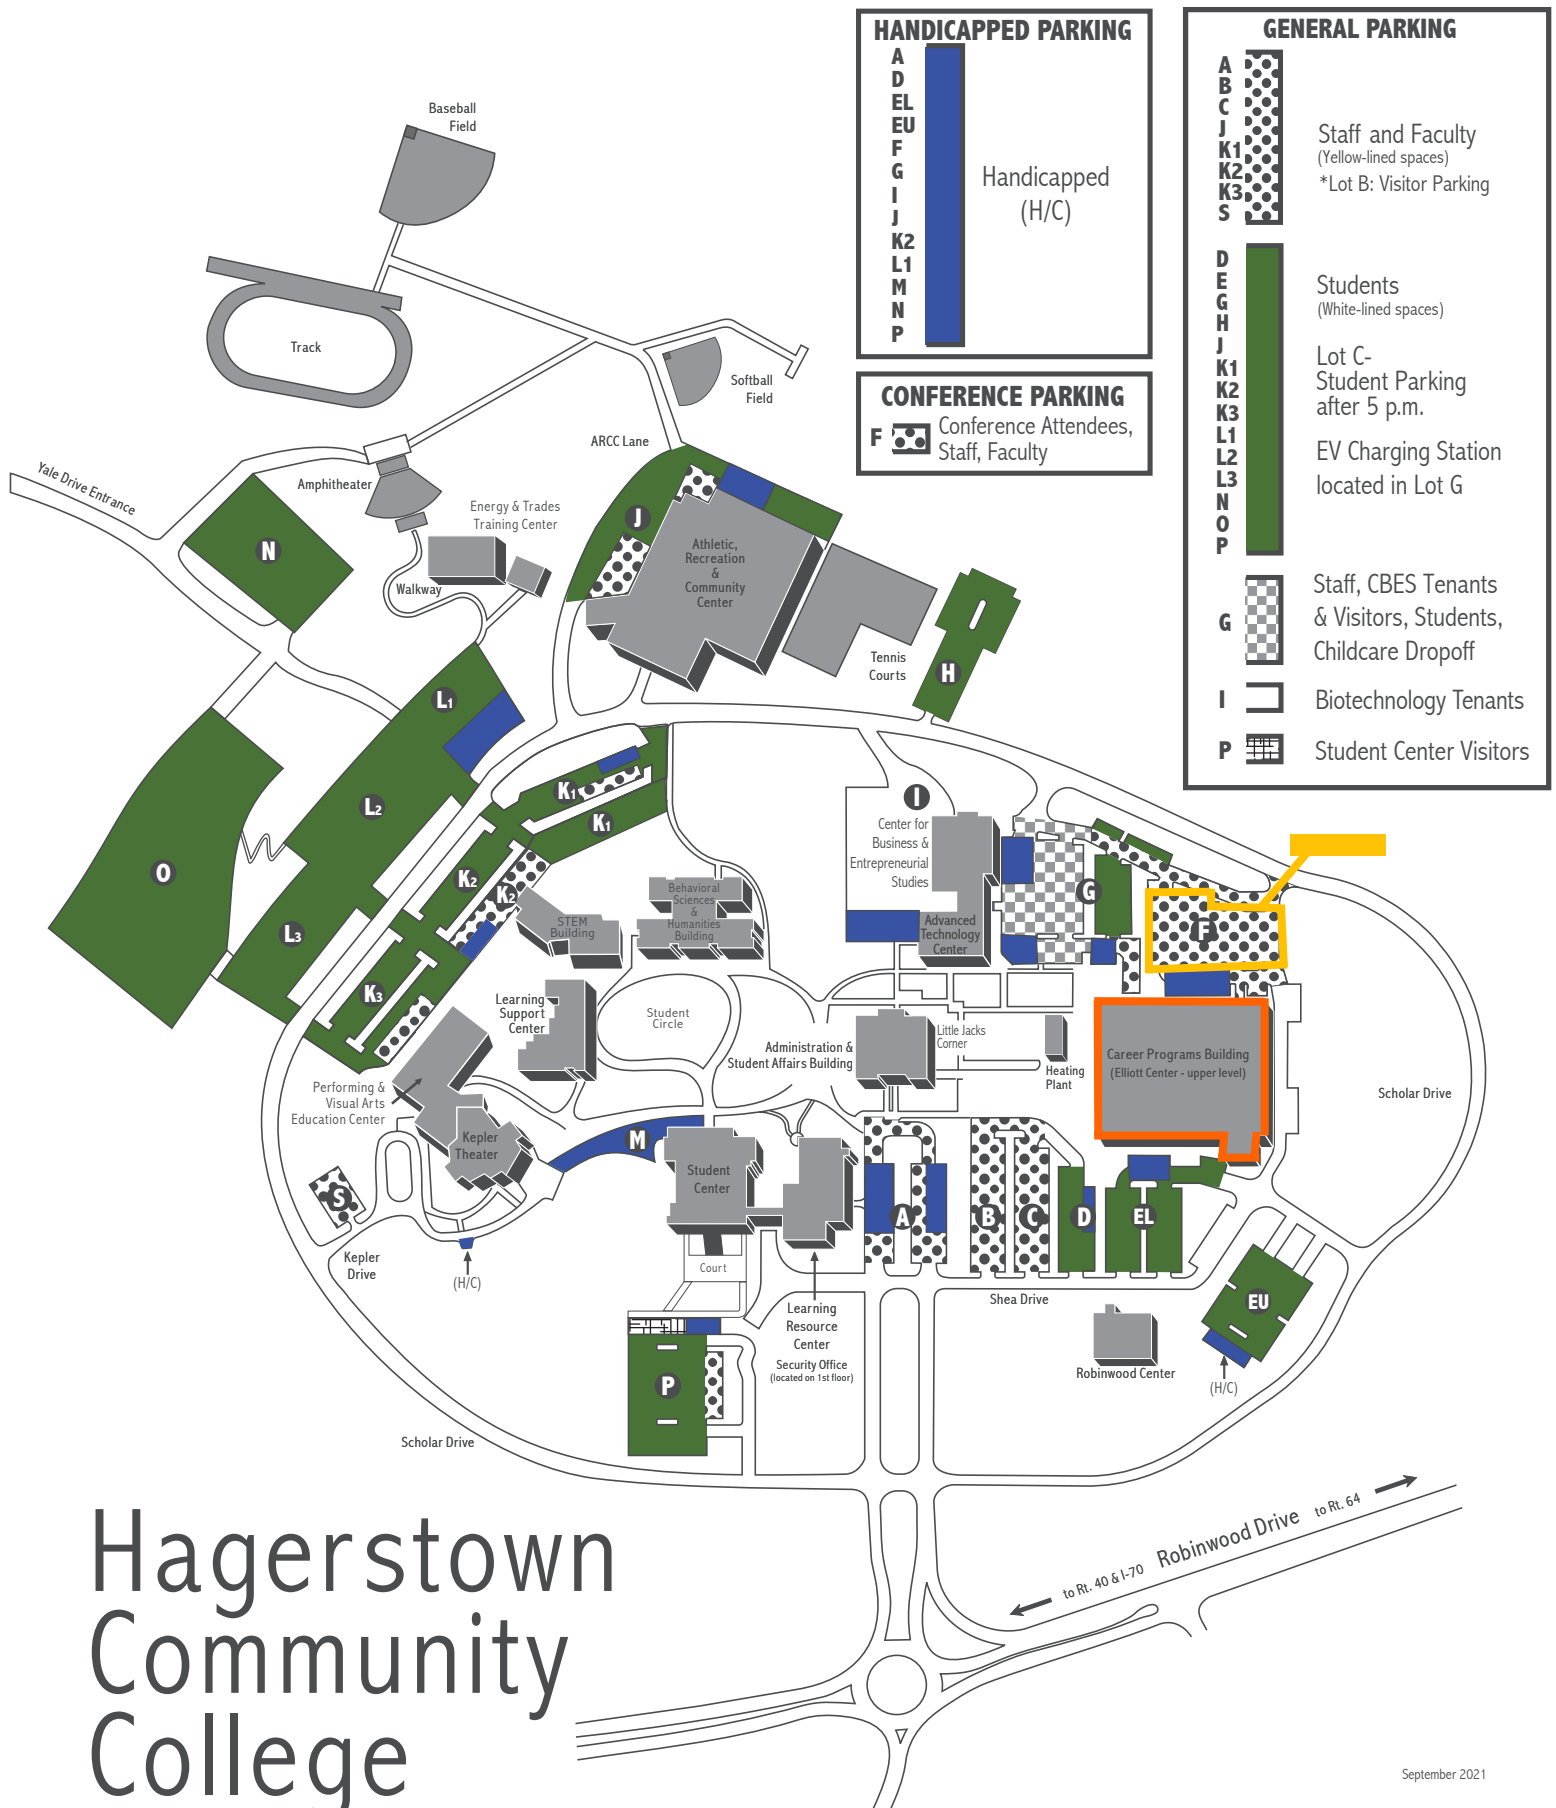 HANDICAPPED PARKING
A
D
EL
EU
F
G
I
J
K2
L1
M
N
P
Handicapped
(H/C)
CONFERENCE PARKING
F
Conference Attendees,
Staff, Faculty
GENERAL PARKING
A
B
C
J
K1
K2
K3
S
Staff and Faculty
(Yellow-lined spaces)
*Lot B: Visitor Parking
D
E
G
H
J
K1
K2
K3
L1
L2
L3
N
O
P
Students
(White-lined spaces)
Lot C-
Student Parking
after 5 p.m.
EV Charging Station
located in Lot G
G
Staff, CBES Tenants
& Visitors, Students,
Childcare Dropoff
I
Biotechnology Tenants
P
Student Center Visitors
Baseball
Field
Track
Softball
Field
ARCC Lane
Yale Drive Entrance
Amphitheater
Energy & Trades
Training Center
Walkway
N
J
Athletic,
Recreation
&
Community
Center
Tennis
Courts
H
L1
L2
L3
O
K1
K1
K2
K2
K3
I
Center for
Business &
Entrepreneurial
Studies
Advanced
Technology
Center
G
F
STEM
Building
Behavioral
Sciences
&
Humanities
Building
Learning
Support
Center
Student
Circle
Administration &
Student Affairs Building
Little Jacks
Corner
Heating
Plant
Career Programs Building
(Elliott Center - upper level)
Scholar Drive
Performing &
Visual Arts
Education Center
Kepler
Theater
M
Student
Center
S
A
B
C
D
EL
EU
Kepler
Drive
(H/C)
Court
Shea Drive
Learning
Resource
Center
Security Office
(located on 1st floor)
Robinwood Center
(H/C)
P
Scholar Drive
to Rt. 40 & I-70
Robinwood Drive
to Rt. 64
Hagerstown
Community
College
September 2021